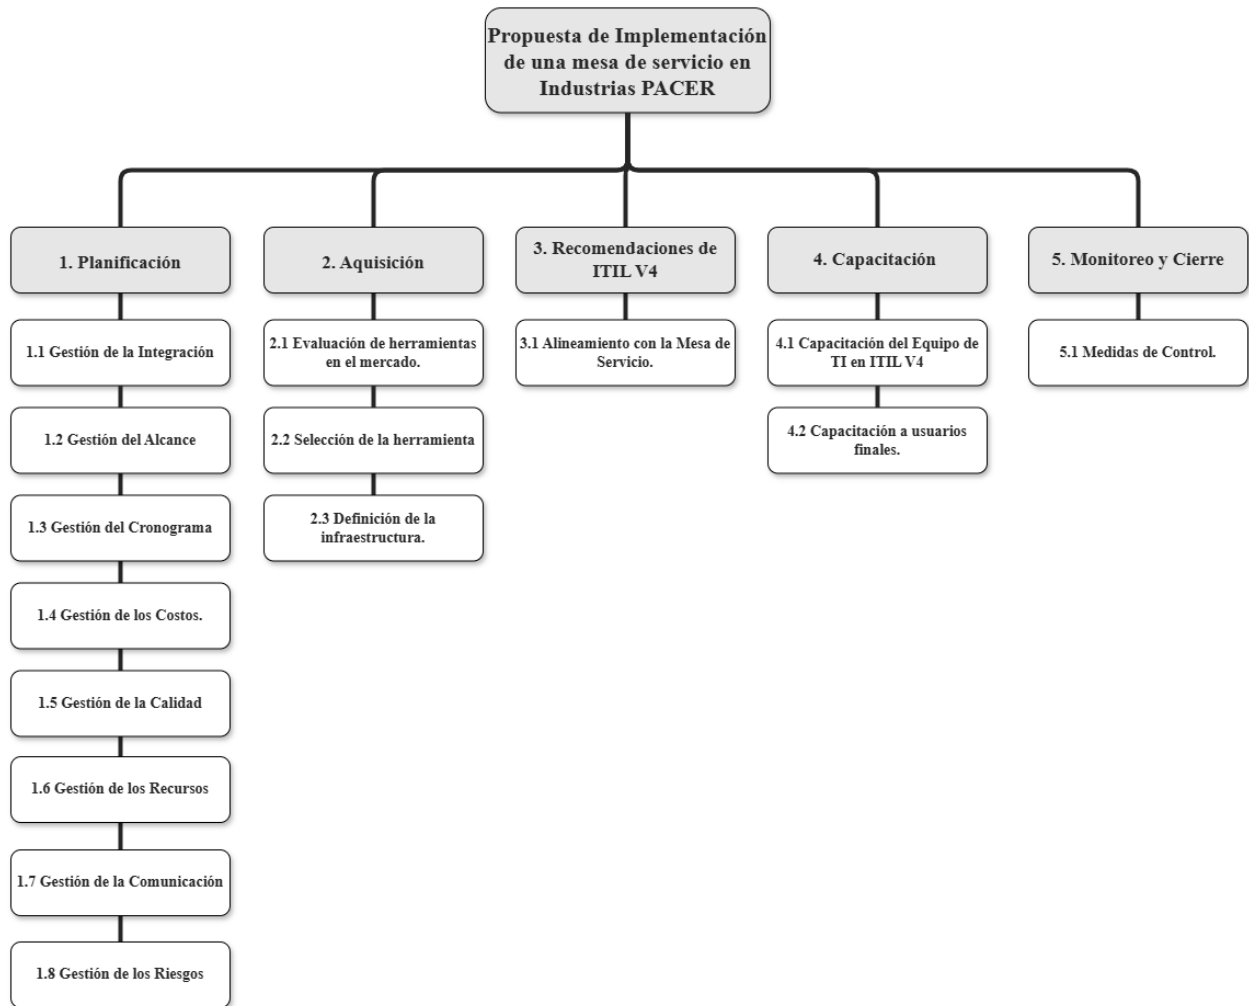 Propuesta de Implementación
de una mesa de servicio en
Industrias PACER
1. Planificación
2. Aquisición
3. Recomendaciones de
ITIL V4
4. Capacitación
5. Monitoreo y Cierre
1.1 Gestión de la Integración
2.1 Evaluación de herramientas
en el mercado.
3.1 Alineamiento con la Mesa de
Servicio.
4.1 Capacitación del Equipo de
TI en ITIL V4
5.1 Medidas de Control.
1.2 Gestión del Alcance
2.2 Selección de la herramienta
4.2 Capacitación a usuarios
finales.
1.3 Gestión del Cronograma
2.3 Definición de la
infraestructura.
1.4 Gestión de los Costos.
1.5 Gestión de la Calidad
1.6 Gestión de los Recursos
1.7 Gestión de la Comunicación
1.8 Gestión de los Riesgos